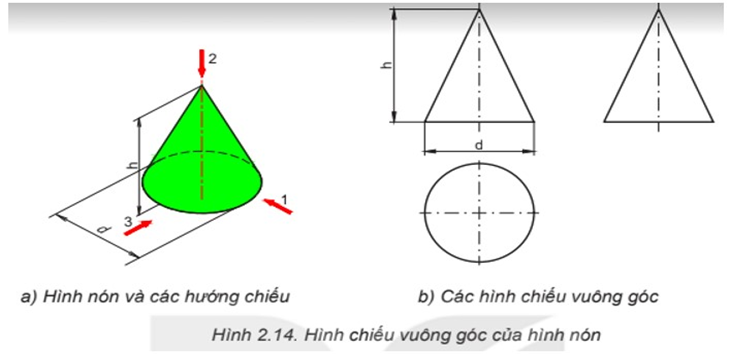 2
h
1
3
d
h
d
a) Hình nón và các hướng chiếu
b) Các hình chiếu vuông góc
Hình 2.14. Hình chiếu vuông góc của hình nón